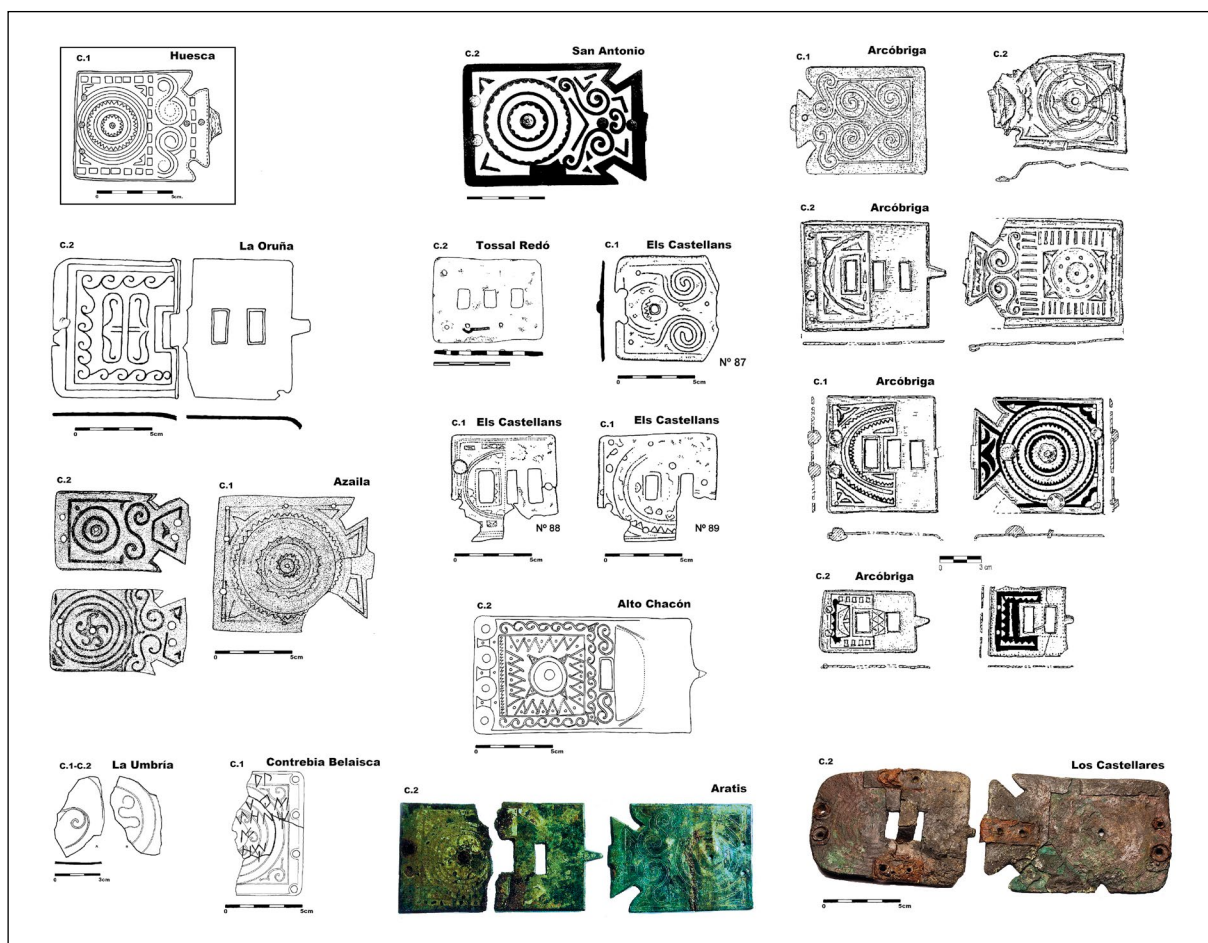 C.1 Huesca
0 5cm.
C.2 San Antonio
C.1 Arcóbriga
C.2
C.2 La Oruña
0 5cm
C.2 Tossal Redó
C.1 Els Castellans
Nº 87
0 5cm
C.2 Arcóbriga
C.1 Els Castellans
Nº 88
0 5cm
C.1 Els Castellans
Nº 89
0 5cm
C.1 Arcóbriga
0 3 cm
C.2
C.1 Azaila
0 5cm
C.2 Alto Chacón
0 5cm
C.2 Arcóbriga
C.1-C.2 La Umbría
0 3cm
C.1 Contrebia Belaisca
0 5cm
C.2 Aratis
C.2 Los Castellares
0 5cm